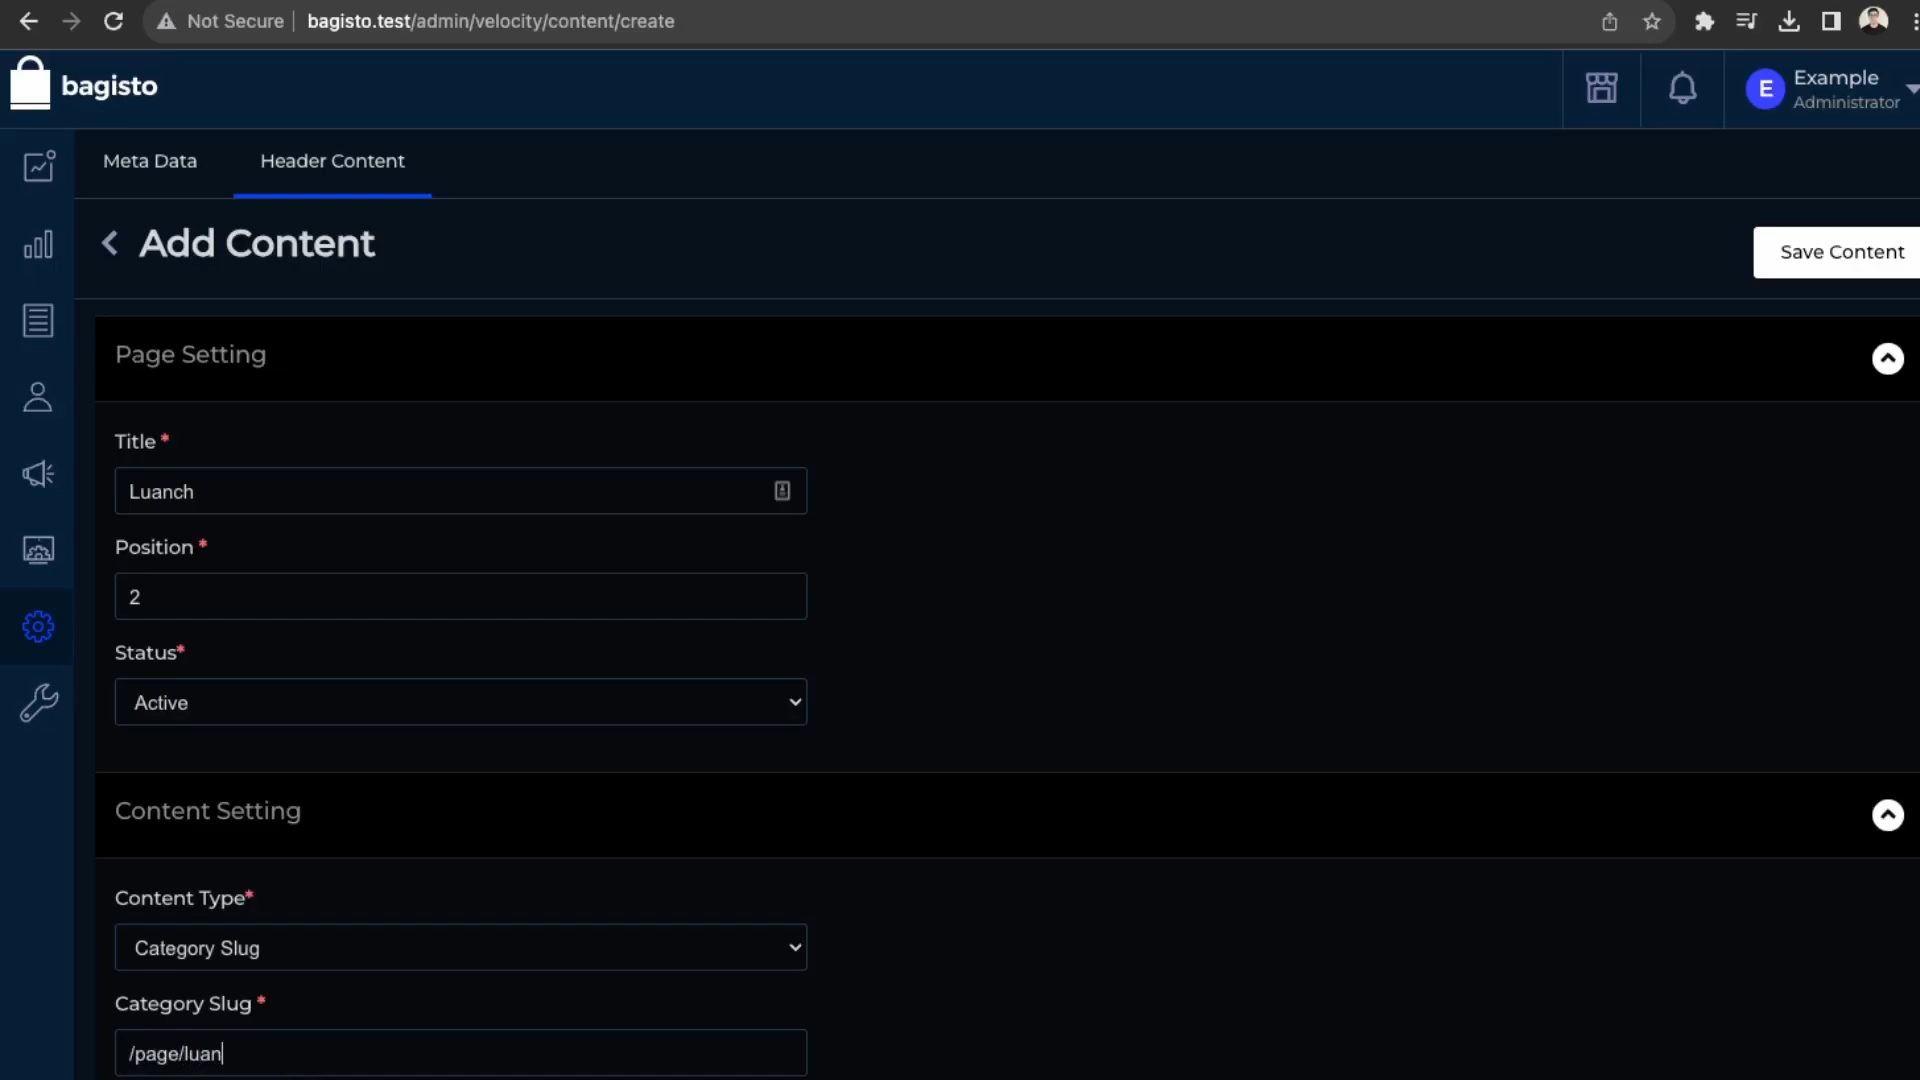 Not Secure bagisto.test/admin/velocity/content/create
bagisto
E Example
Administrator
Meta Data Header Content
Add Content
Save Content
Page Setting
Title *
Luanch
Position *
2
Status*
Active
Content Setting
Content Type*
Category Slug
Category Slug *
/page/luan